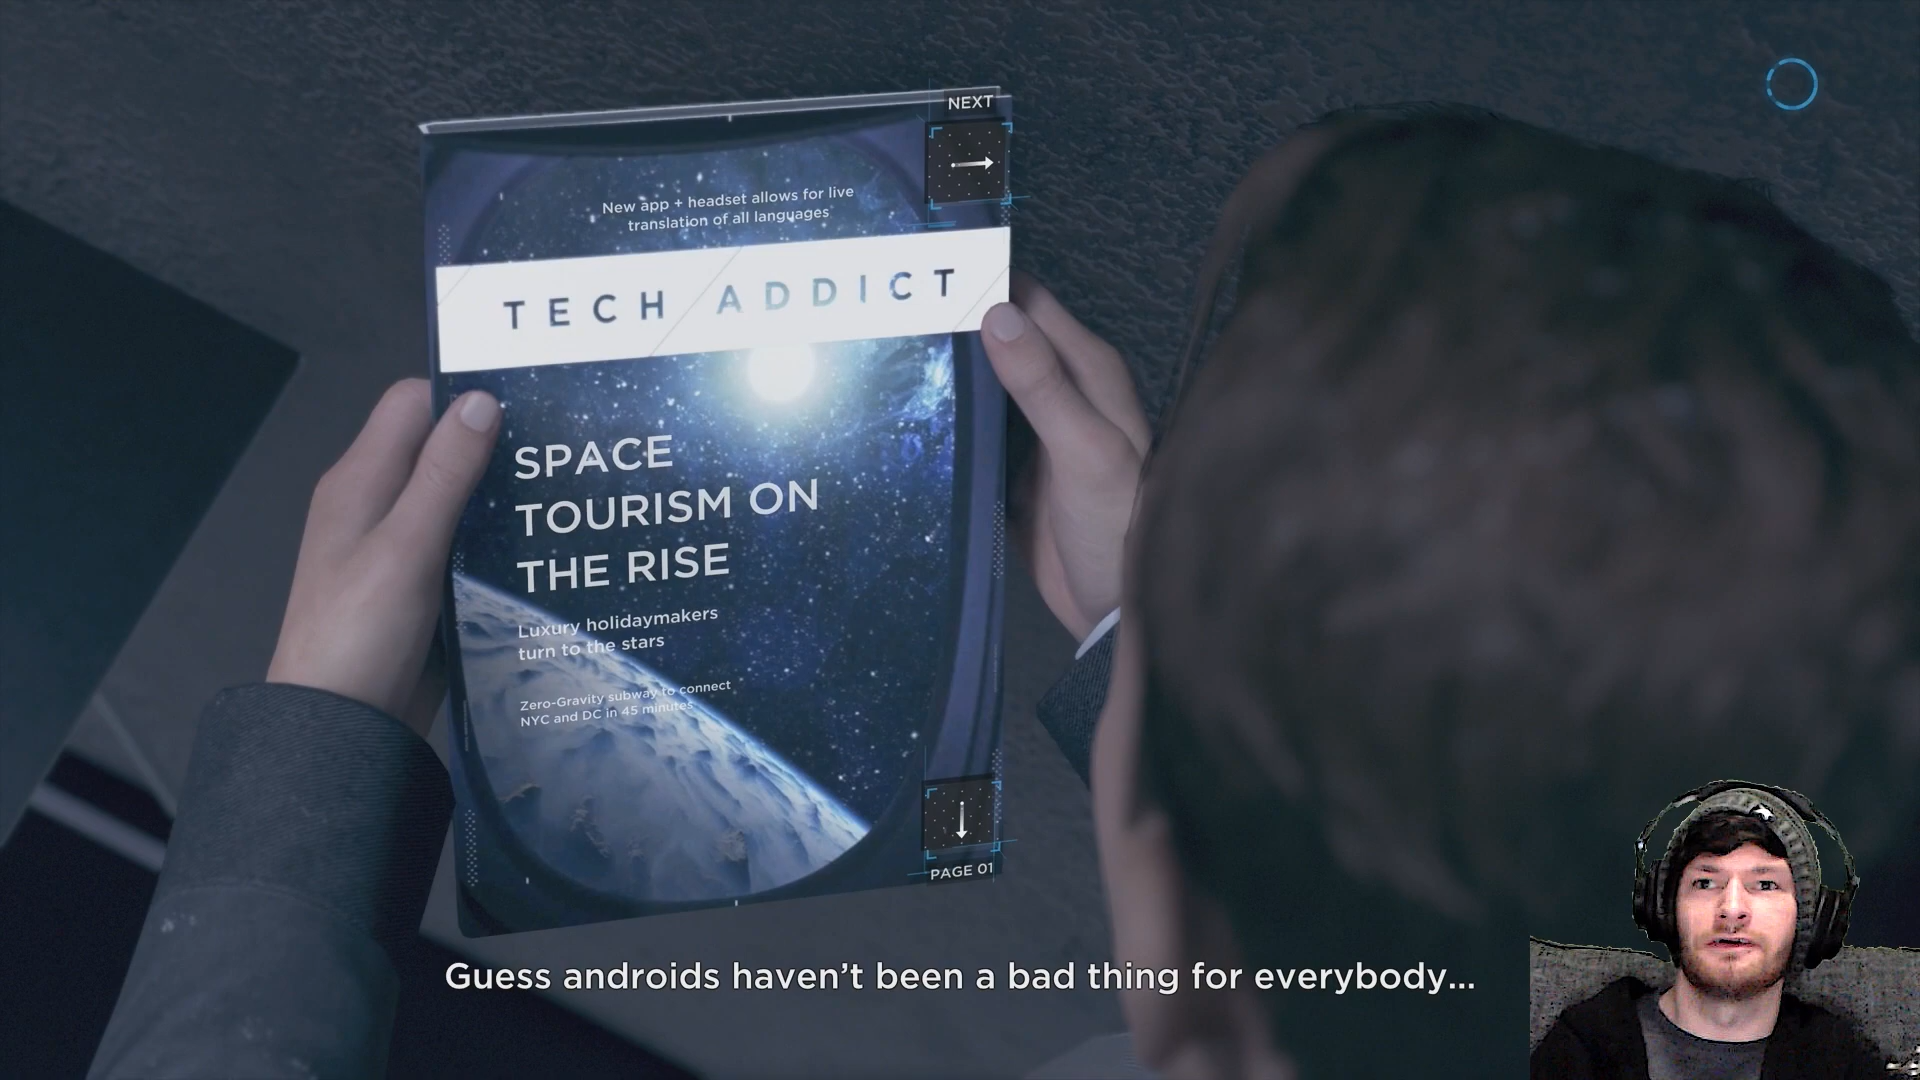 NEXT
New app + headset allows for live
translation of all languages
TECH ADDICT
SPACE
TOURISM ON
THE RISE
Luxury holidaymakers
turn to the stars
Zero-Gravity subway to connect
NYC and DC in 45 minutes
PAGE 01
Guess androids haven’t been a bad thing for everybody...